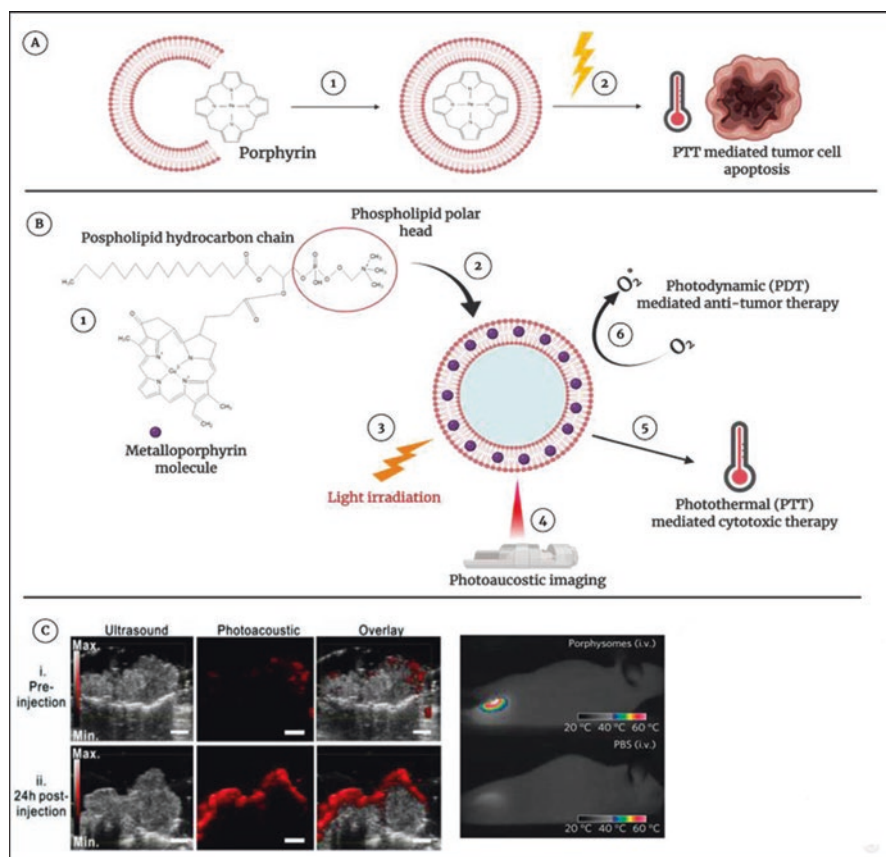 A
1
2
Porphyrin
PTT mediated tumor cell
apoptosis
B
Pospholipid hydrocarbon chain
Phospholipid polar
head
1
2
Metalloporphyrin
molecule
3
Light irradiation
4
Photoaucostic imaging
5
Photothermal (PTT)
mediated cytotoxic therapy
6
O₂•
O₂
Photodynamic (PDT)
mediated anti-tumor therapy
C
Ultrasound
Photoacoustic
Overlay
i.
Pre-
injection
Max.
Min.
ii.
24h post-
injection
Max.
Min.
Porphysomes (i.v.)
20 °C 40 °C 60 °C
PBS (i.v.)
20 °C 40 °C 60 °C